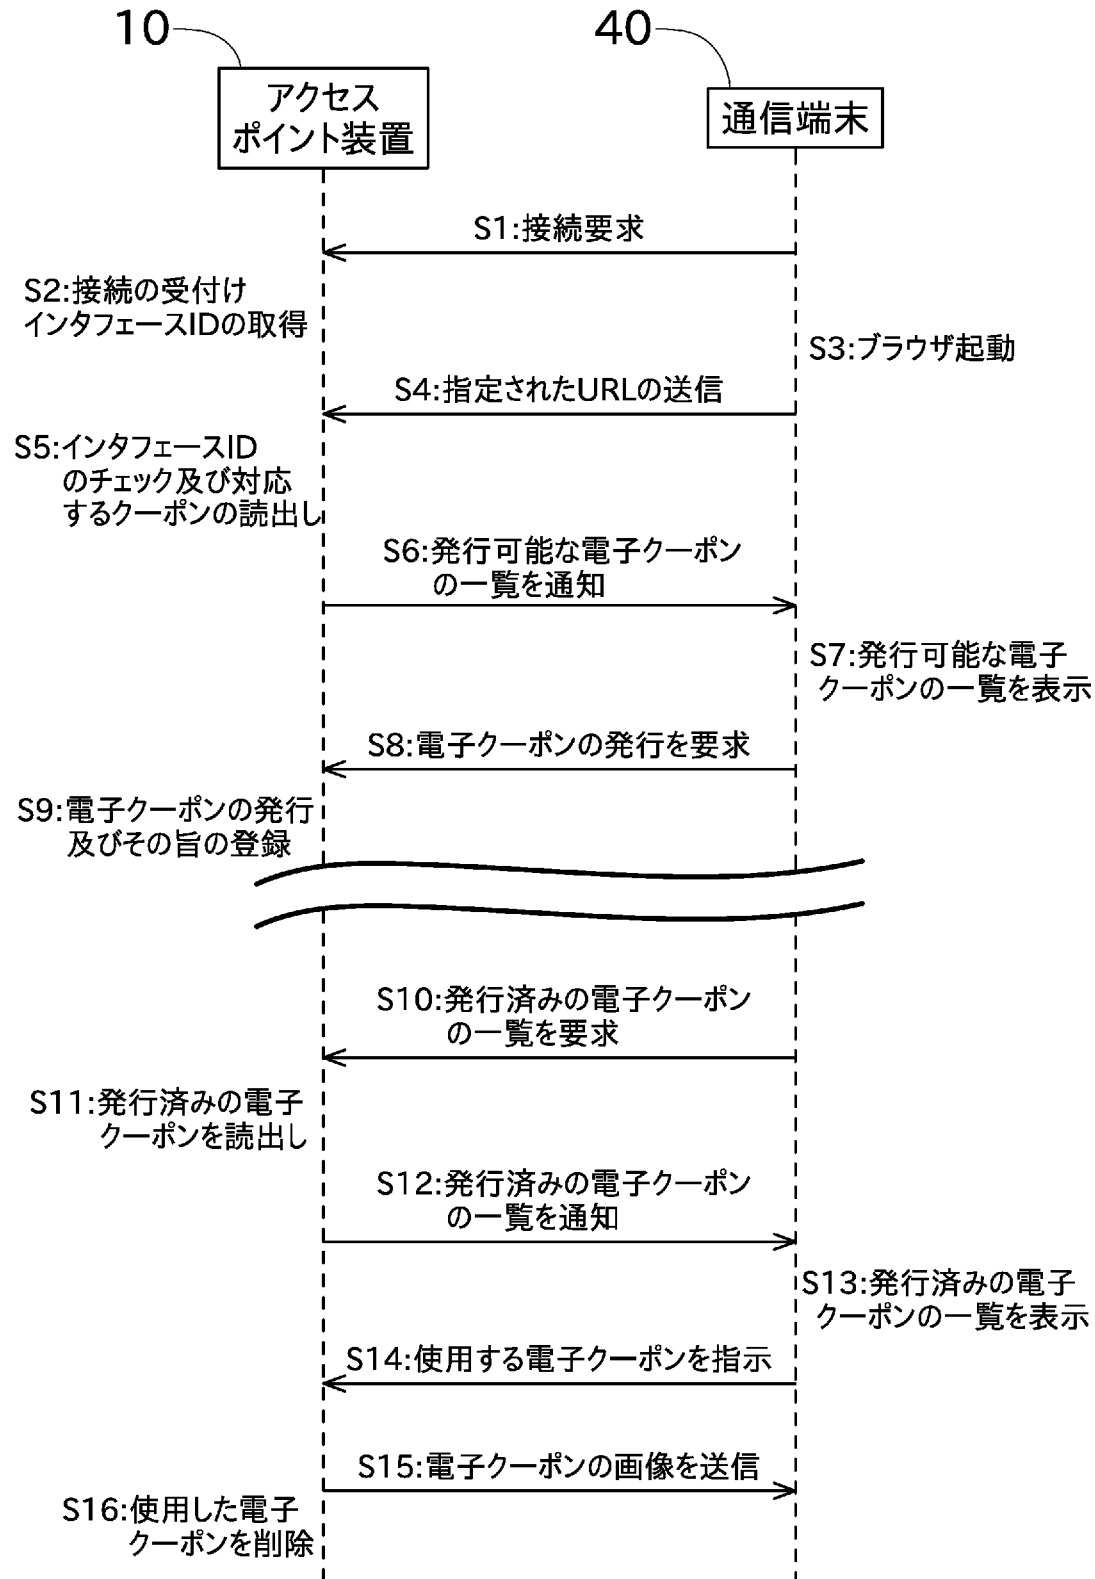 10
40
アクセス
ポイント装置
通信端末
S1:接続要求
S2:接続の受付け
インタフェースIDの取得
S3:ブラウザ起動
S4:指定されたURLの送信
S5:インタフェースID
のチェック及び対応
するクーポンの読出し
S6:発行可能な電子クーポン
の一覧を通知
S7:発行可能な電子
クーポンの一覧を表示
S8:電子クーポンの発行を要求
S9:電子クーポンの発行
及びその旨の登録
S10:発行済みの電子クーポン
の一覧を要求
S11:発行済みの電子
クーポンを読出し
S12:発行済みの電子クーポン
の一覧を通知
S13:発行済みの電子
クーポンの一覧を表示
S14:使用する電子クーポンを指示
S15:電子クーポンの画像を送信
S16:使用した電子
クーポンを削除